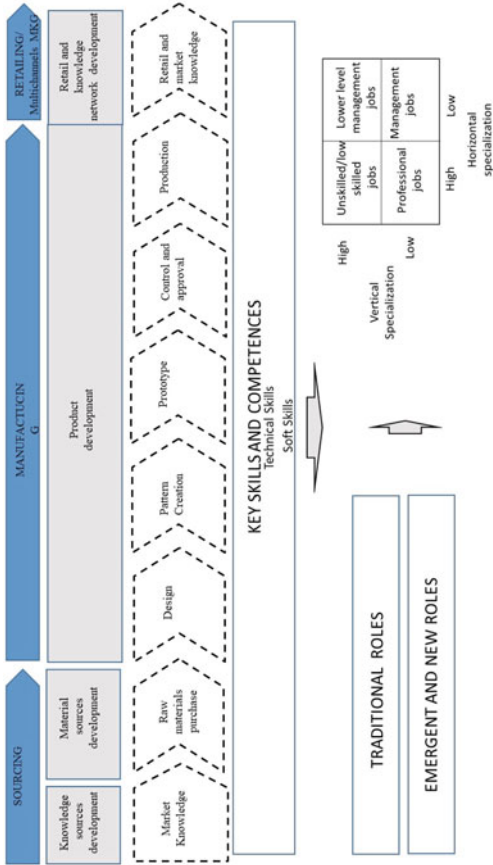 SOURCING
MANUFACTUCIN
G
RETAILING/
Multichannels MKG
Knowledge
sources
development
Material
sources
development
Product
development
Retail and
knowledge
network development
Market
Knowledge
Raw
materials
purchase
Design
Pattern
Creation
Prototype
Control and
approval
Production
Retail and
market
knowledge
KEY SKILLS AND COMPETENCES
Technical Skills
Soft Skills
TRADITIONAL ROLES
EMERGENT AND NEW ROLES
Vertical
Specialization
High
Low
Unskilled/low
skilled
jobs
Lower level
management
jobs
Professional
jobs
Management
jobs
High
Low
Horizontal
specialization